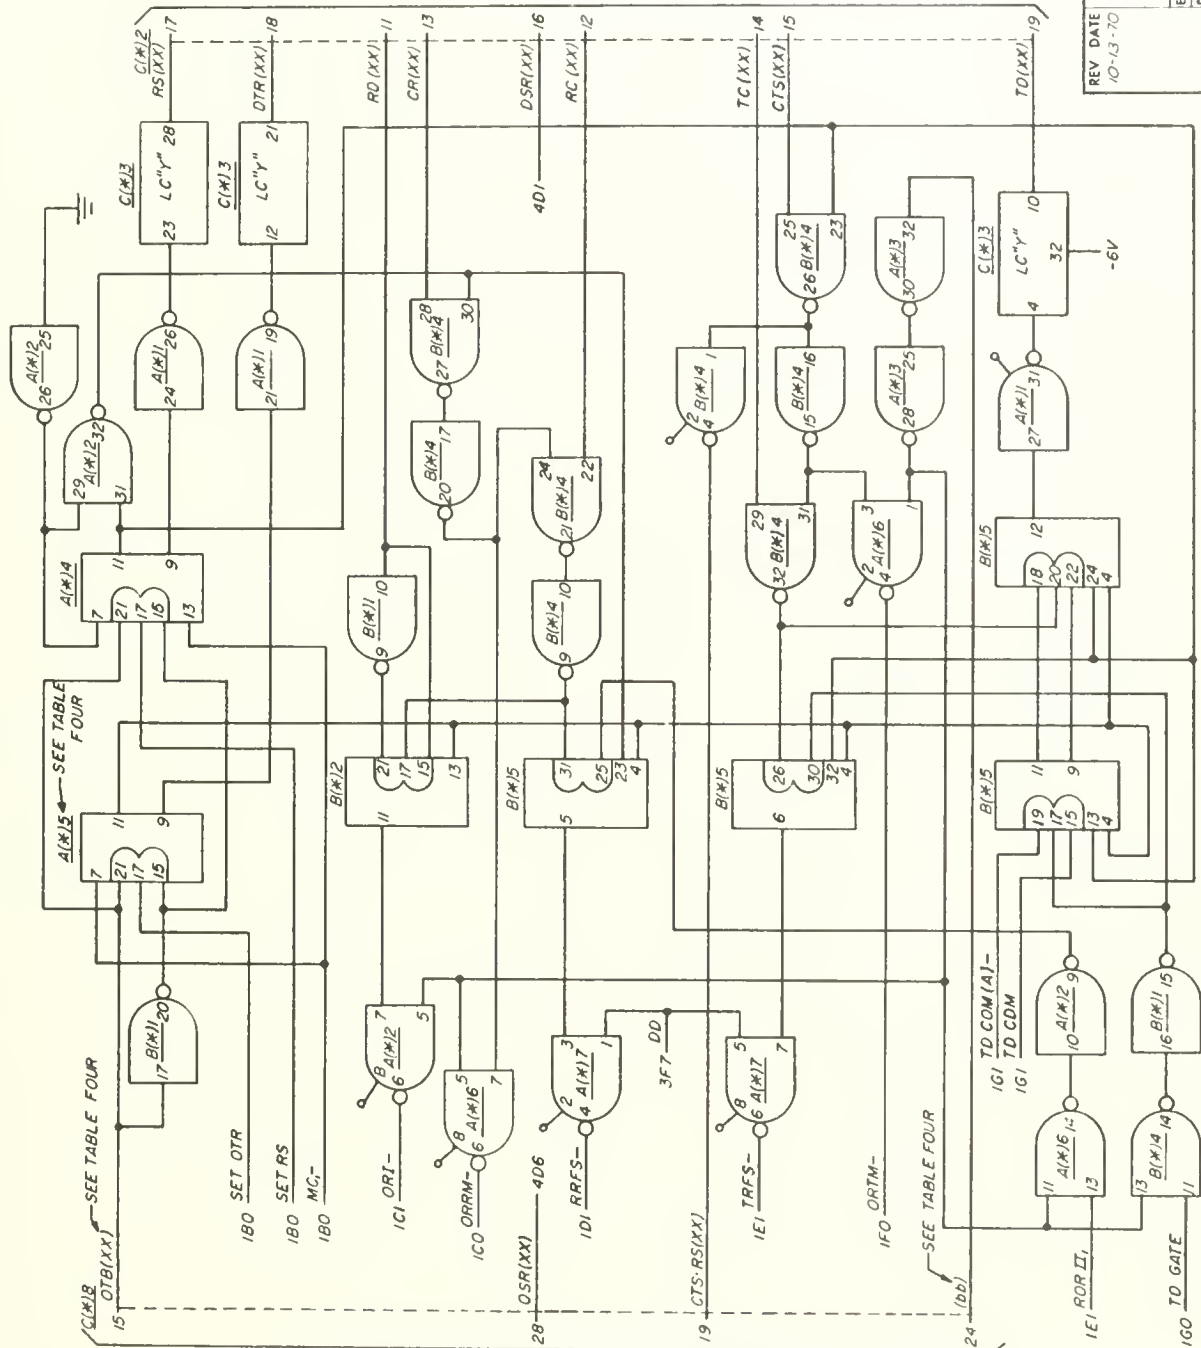 C(*)2
RS(XX) 17
DTR(XX) 18
RD(XX) 11
CR(XX) 13
DSR(XX) 16
RC(XX) 12
TC(XX) 14
CTS(XX) 15
TD(XX) 19
REV DATE
10-13-70
C(*)3
23 LC"Y" 28
C(*)3
12 LC"Y" 21
4D1
C(*)3
4 LC"Y" 10
32
-6V
26 A(*)2 25
29 A(*)2 32
31
24 A(*)1 26
21 A(*)1 19
28
27 B(*)4
30
B(*)4 17
20
24
21 B(*)4
22
B(*)4 10
9
B(*)1 10
9
25
26 B(*)4
23
2 B(*)4 1
4
B(*)4 16
15
A(*)3 32
30
A(*)3 25
28
29
32 B(*)4
31
3
2 A(*)6
4 1
27 A(*)1 31
A(*)4
7 11
21
17 9
16
13
A(*)5 SEE TABLE
FOUR
7 11
21
17 9
15
B(*)2
21
11 17
15
13
B(*)5
31
5 25
23
4
B(*)5
26
6 30
32
4
B(*)5
18 12
20
22
24
4
B(*)5
19 11
17
15 9
13
4
17 B(*)1 20
7
8 A(*)2
6 5
5
8 A(*)6
6 7
3
2 A(*)7
4 1
5
8 A(*)7
6 7
3F7 DD
10 A(*)2 9
16 B(*)1 15
11 A(*)6 14
13
13 B(*)4 14
11
C(*)8 SEE TABLE FOUR
15 OTB(XX)
1B0 SET OTR
1B0 SET RS
1B0 MC,-
1C1 ORI-
1C0 ORRM-
28 OSR(XX) 4D6
1D1 RRFS-
19 CTS·RS(XX)
1E1 TRFS-
1F0 ORTM-
SEE TABLE FOUR
24 (bb)
1G1 TD COM(A)-
1G1 TD COM
1E1 ROR II,
1G0 TD GATE